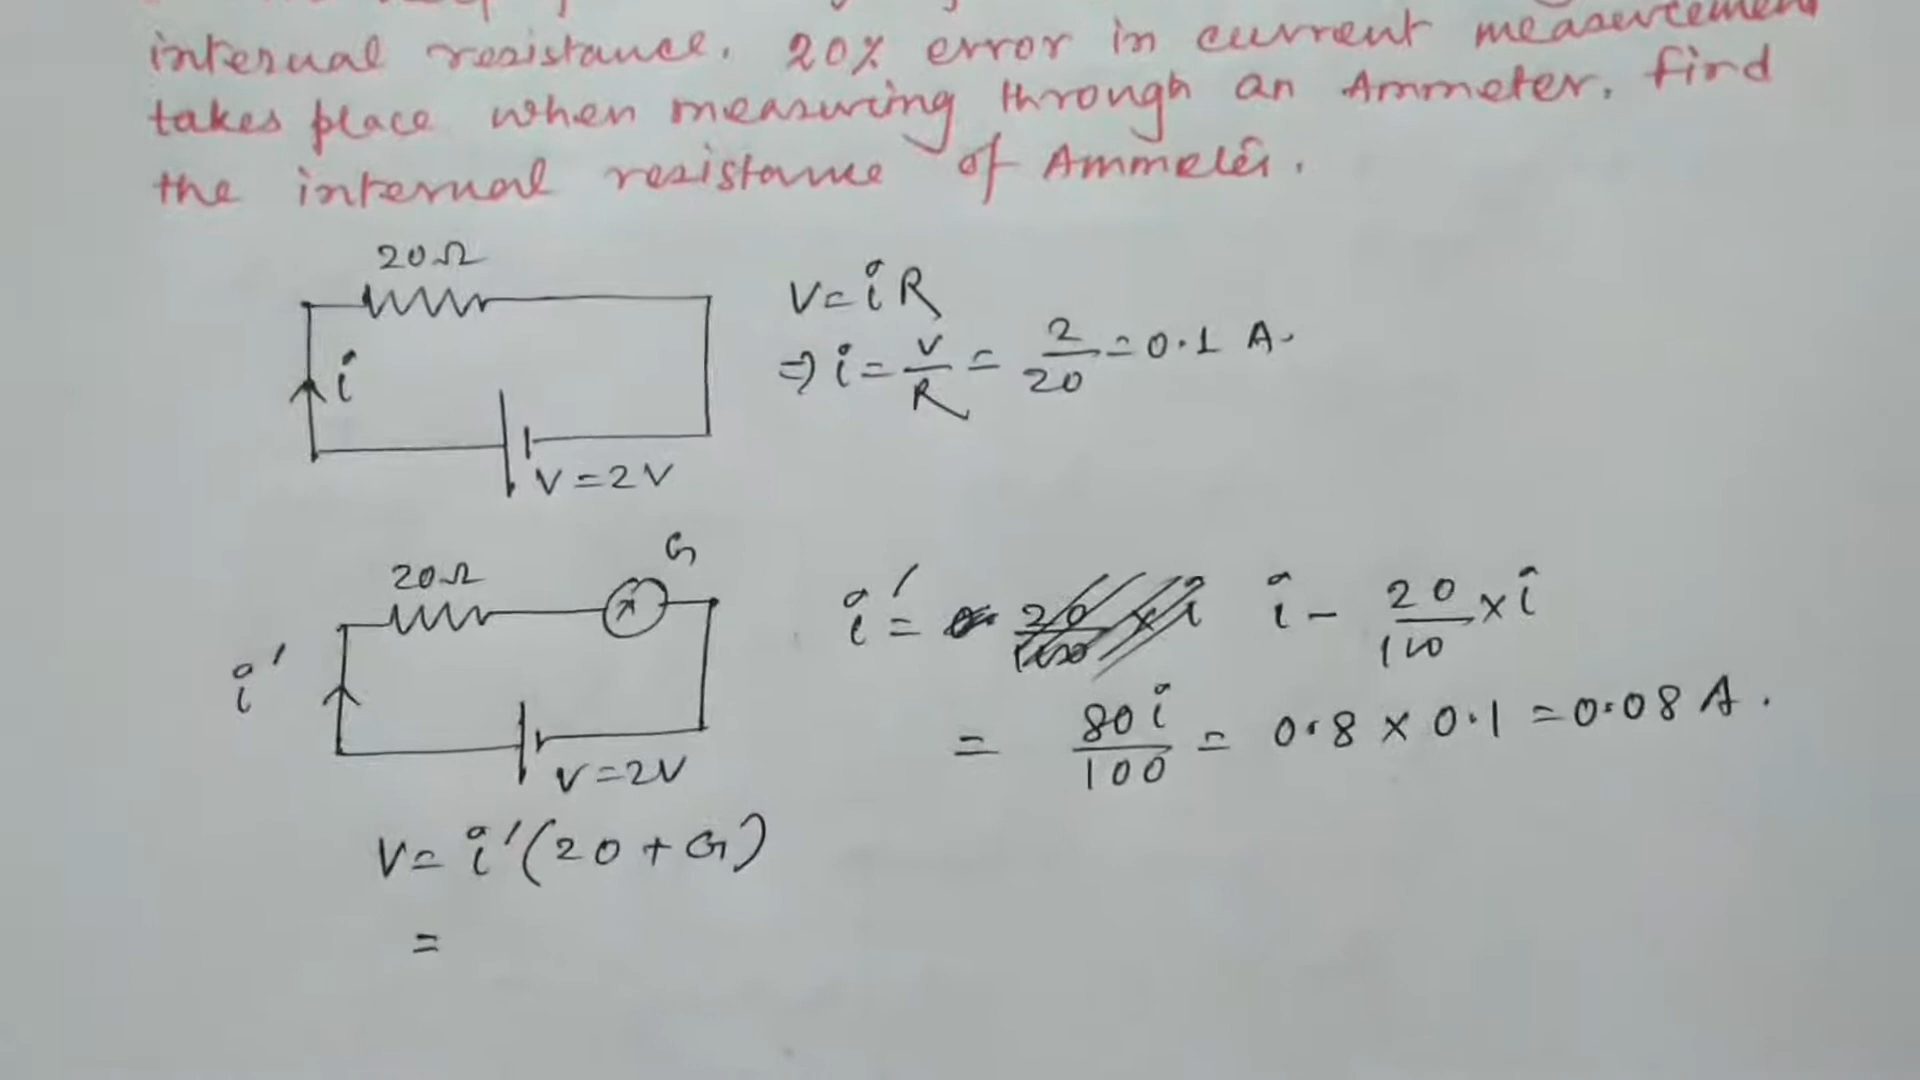 internal resistance. 20% error in current measurement
takes place when measuring through an Ammeter. find
the internal resistance of Ammeter.
20Ω
i
V=2V
V=iR
⇒ i = V/R = 2/20 = 0.1 A.
20Ω
G
A
i'
V=2V
i' = i - 20/100 × i
= 80i/100 = 0.8 × 0.1 = 0.08 A.
V= i'(20+G)
=